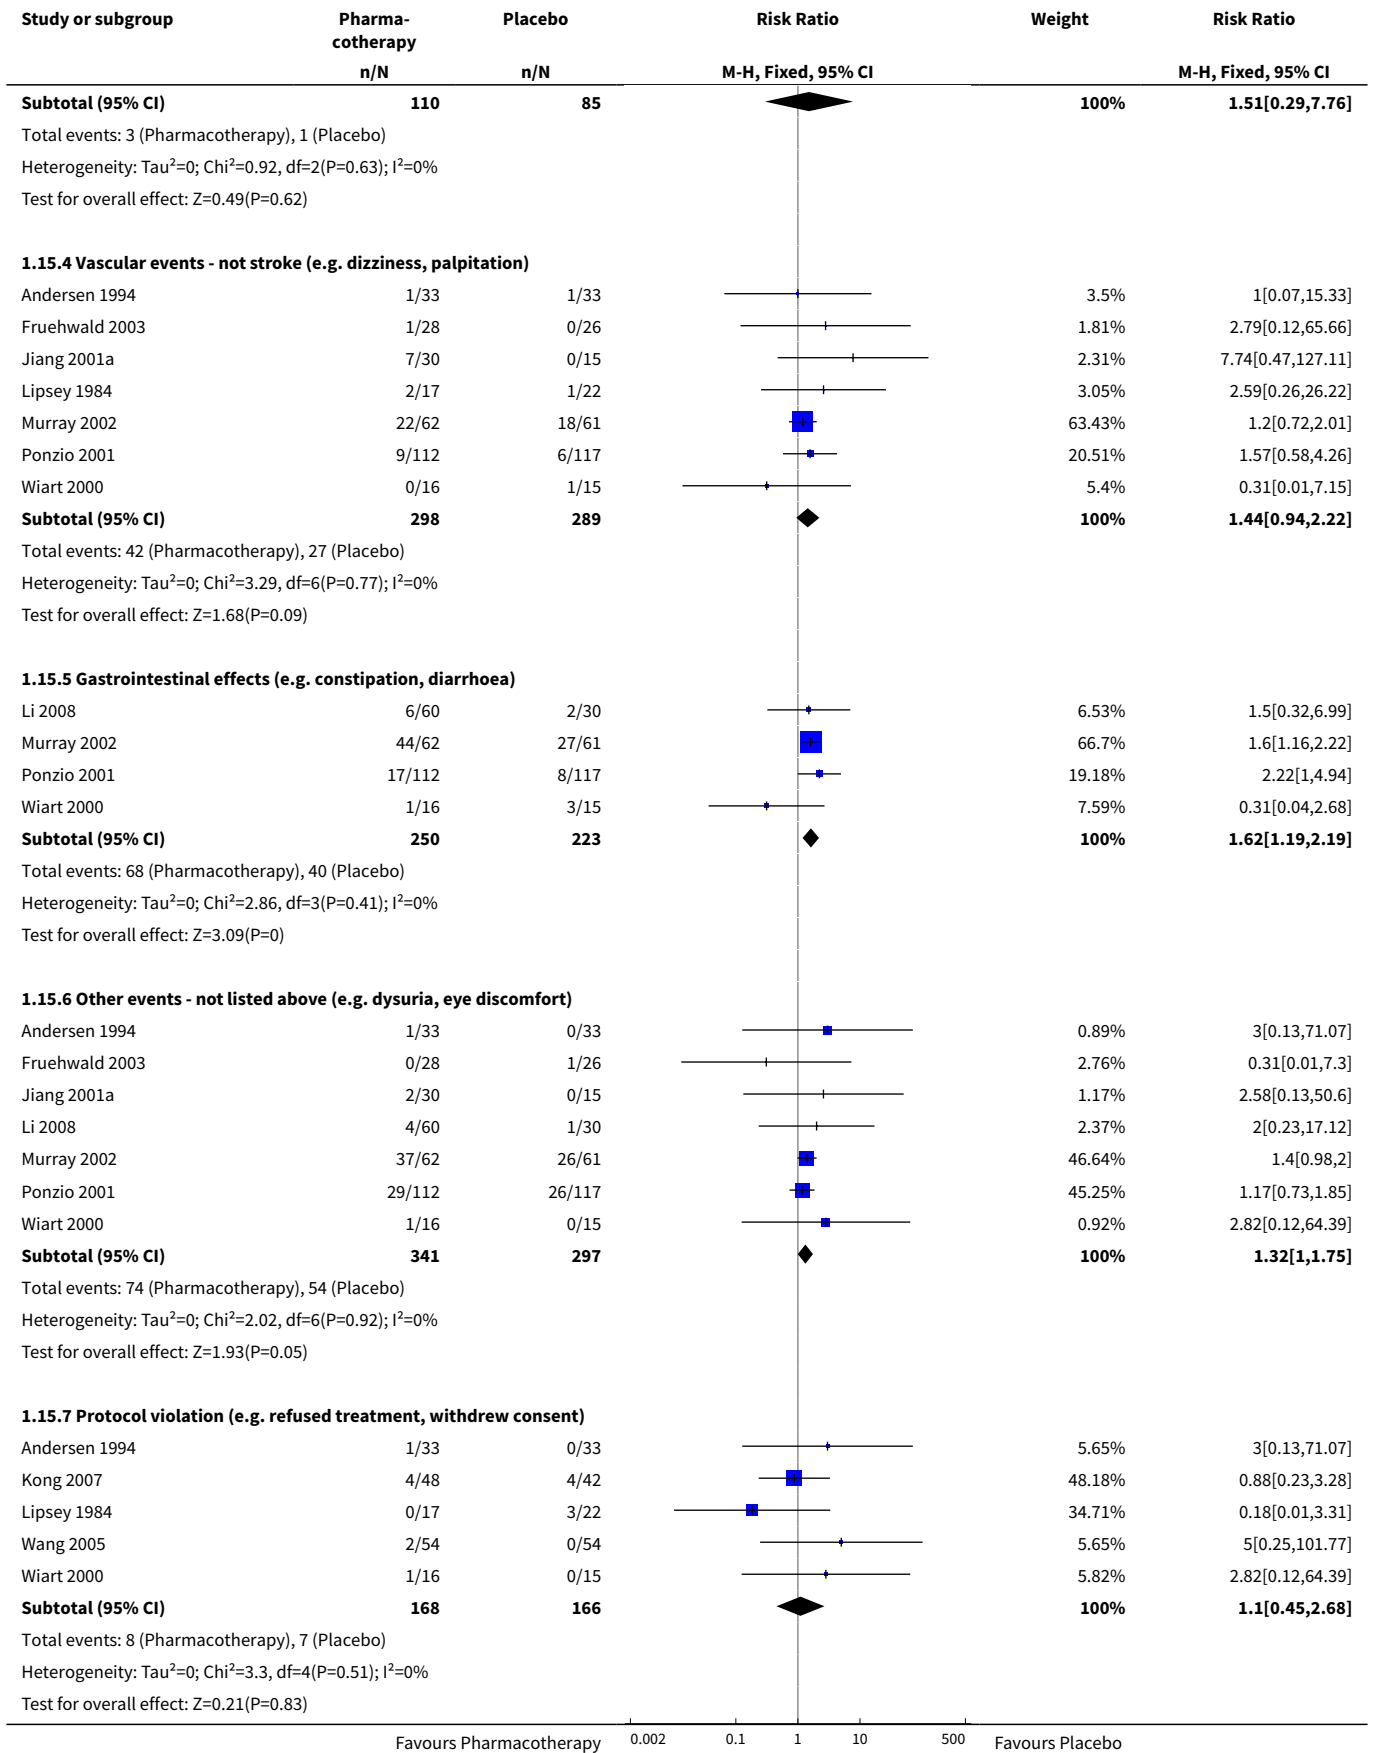 Study or subgroup Pharma- Placebo Risk Ratio Weight Risk Ratio
cotherapy
n/N n/N M-H, Fixed, 95% CI M-H, Fixed, 95% CI
Subtotal (95% CI) 110 85 100% 1.51[0.29,7.76]
Total events: 3 (Pharmacotherapy), 1 (Placebo)
Heterogeneity: Tau²=0; Chi²=0.92, df=2(P=0.63); I²=0%
Test for overall effect: Z=0.49(P=0.62)
1.15.4 Vascular events - not stroke (e.g. dizziness, palpitation)
Andersen 1994 1/33 1/33 3.5% 1[0.07,15.33]
Fruehwald 2003 1/28 0/26 1.81% 2.79[0.12,65.66]
Jiang 2001a 7/30 0/15 2.31% 7.74[0.47,127.11]
Lipsey 1984 2/17 1/22 3.05% 2.59[0.26,26.22]
Murray 2002 22/62 18/61 63.43% 1.2[0.72,2.01]
Ponzio 2001 9/112 6/117 20.51% 1.57[0.58,4.26]
Wiart 2000 0/16 1/15 5.4% 0.31[0.01,7.15]
Subtotal (95% CI) 298 289 100% 1.44[0.94,2.22]
Total events: 42 (Pharmacotherapy), 27 (Placebo)
Heterogeneity: Tau²=0; Chi²=3.29, df=6(P=0.77); I²=0%
Test for overall effect: Z=1.68(P=0.09)
1.15.5 Gastrointestinal effects (e.g. constipation, diarrhoea)
Li 2008 6/60 2/30 6.53% 1.5[0.32,6.99]
Murray 2002 44/62 27/61 66.7% 1.6[1.16,2.22]
Ponzio 2001 17/112 8/117 19.18% 2.22[1,4.94]
Wiart 2000 1/16 3/15 7.59% 0.31[0.04,2.68]
Subtotal (95% CI) 250 223 100% 1.62[1.19,2.19]
Total events: 68 (Pharmacotherapy), 40 (Placebo)
Heterogeneity: Tau²=0; Chi²=2.86, df=3(P=0.41); I²=0%
Test for overall effect: Z=3.09(P=0)
1.15.6 Other events - not listed above (e.g. dysuria, eye discomfort)
Andersen 1994 1/33 0/33 0.89% 3[0.13,71.07]
Fruehwald 2003 0/28 1/26 2.76% 0.31[0.01,7.3]
Jiang 2001a 2/30 0/15 1.17% 2.58[0.13,50.6]
Li 2008 4/60 1/30 2.37% 2[0.23,17.12]
Murray 2002 37/62 26/61 46.64% 1.4[0.98,2]
Ponzio 2001 29/112 26/117 45.25% 1.17[0.73,1.85]
Wiart 2000 1/16 0/15 0.92% 2.82[0.12,64.39]
Subtotal (95% CI) 341 297 100% 1.32[1,1.75]
Total events: 74 (Pharmacotherapy), 54 (Placebo)
Heterogeneity: Tau²=0; Chi²=2.02, df=6(P=0.92); I²=0%
Test for overall effect: Z=1.93(P=0.05)
1.15.7 Protocol violation (e.g. refused treatment, withdrew consent)
Andersen 1994 1/33 0/33 5.65% 3[0.13,71.07]
Kong 2007 4/48 4/42 48.18% 0.88[0.23,3.28]
Lipsey 1984 0/17 3/22 34.71% 0.18[0.01,3.31]
Wang 2005 2/54 0/54 5.65% 5[0.25,101.77]
Wiart 2000 1/16 0/15 5.82% 2.82[0.12,64.39]
Subtotal (95% CI) 168 166 100% 1.1[0.45,2.68]
Total events: 8 (Pharmacotherapy), 7 (Placebo)
Heterogeneity: Tau²=0; Chi²=3.3, df=4(P=0.51); I²=0%
Test for overall effect: Z=0.21(P=0.83)
Favours Pharmacotherapy 0.002 0.1 1 10 500 Favours Placebo